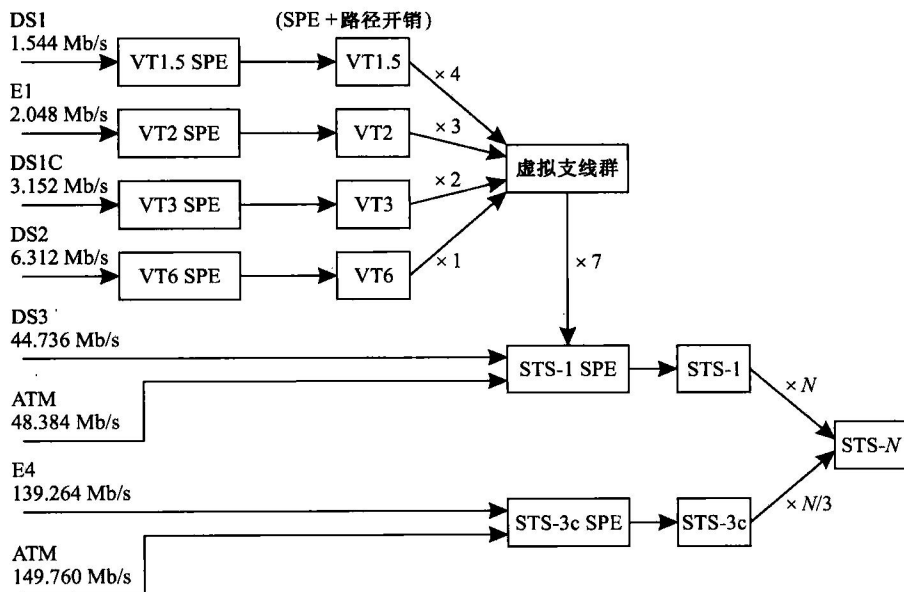 DS1
1.544 Mb/s
(SPE + 路径开销)
VT1.5 SPE
VT1.5
× 4
E1
2.048 Mb/s
VT2 SPE
VT2
× 3
虚拟支线群
DS1C
3.152 Mb/s
VT3 SPE
VT3
× 2
DS2
6.312 Mb/s
VT6 SPE
VT6
× 1
× 7
DS3
44.736 Mb/s
STS-1 SPE
STS-1
× N
ATM
48.384 Mb/s
STS-N
E4
139.264 Mb/s
STS-3c SPE
STS-3c
× N/3
ATM
149.760 Mb/s